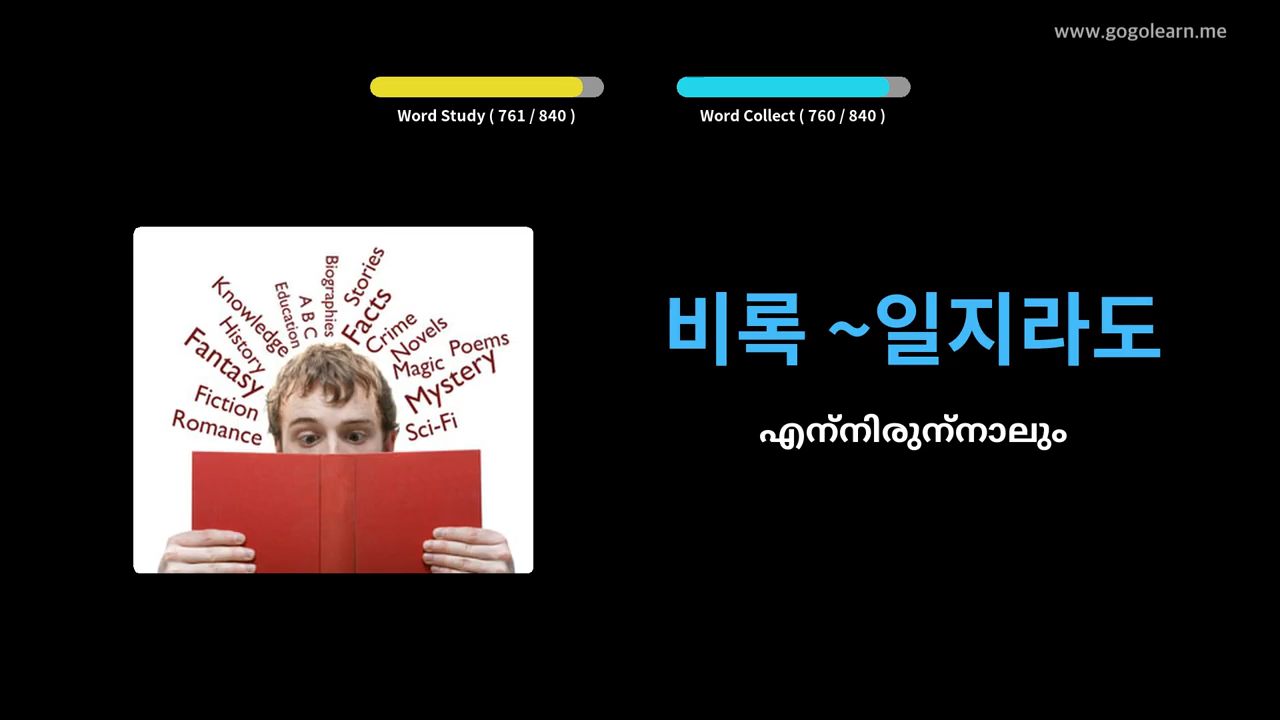 www.gogolearn.me
Word Study ( 761 / 840 )
Word Collect ( 760 / 840 )
Biographies
Stories
Knowledge
Education
A B C
Facts
History
Crime
Novels
Fantasy
Magic
Poems
Mystery
Fiction
Romance
Sci-Fi
비록 ~일지라도
എന്നിരുന്നാലും